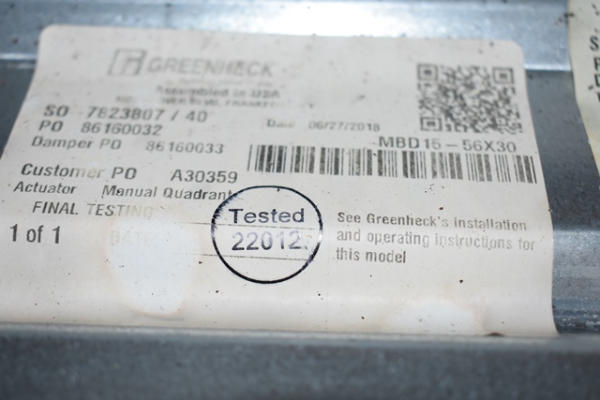 GREENHECK
Assembled in USA
SO 7623807 / 40
PO 86160032
Date 06/27/2018
Damper PO 86160033
MBD15-56X30
Customer PO A30359
Actuator Manual Quadrant
FINAL TESTING
1 of 1
Tested
22012
See Greenheck's installation
and operating instructions for
this model